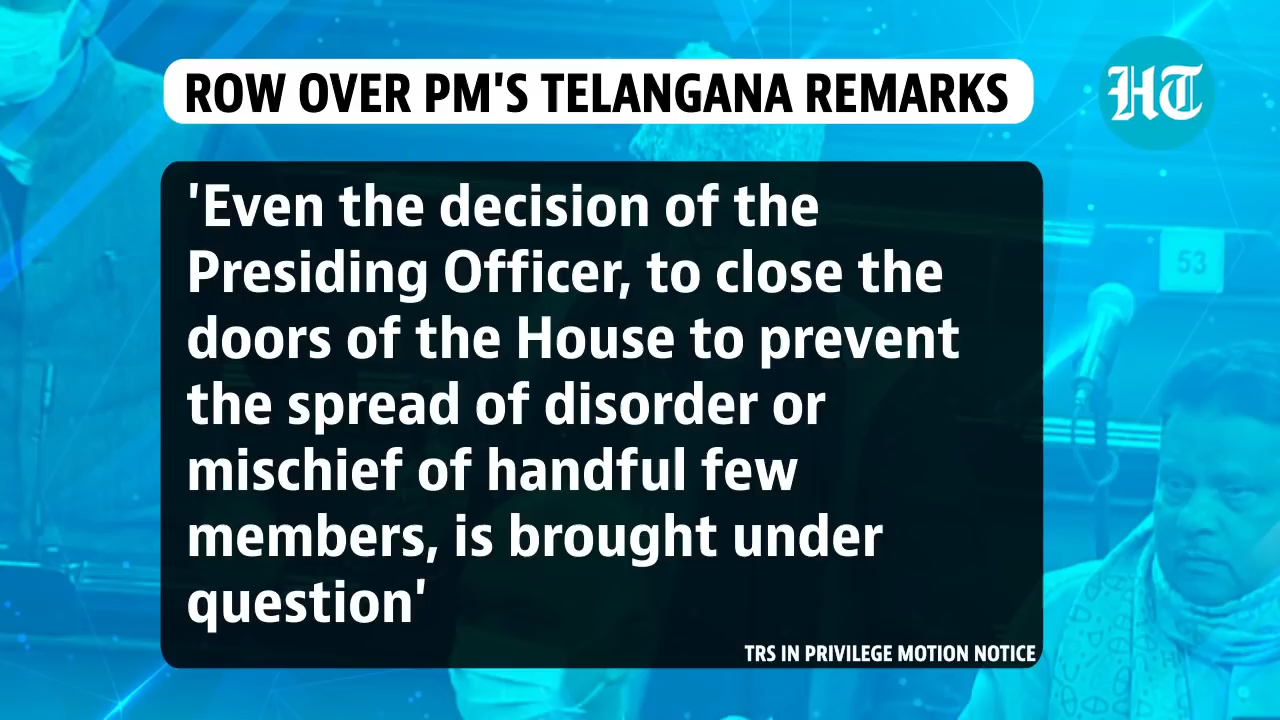 ROW OVER PM'S TELANGANA REMARKS
HT
'Even the decision of the
Presiding Officer, to close the
doors of the House to prevent
the spread of disorder or
mischief of handful few
members, is brought under
question'
TRS IN PRIVILEGE MOTION NOTICE
53